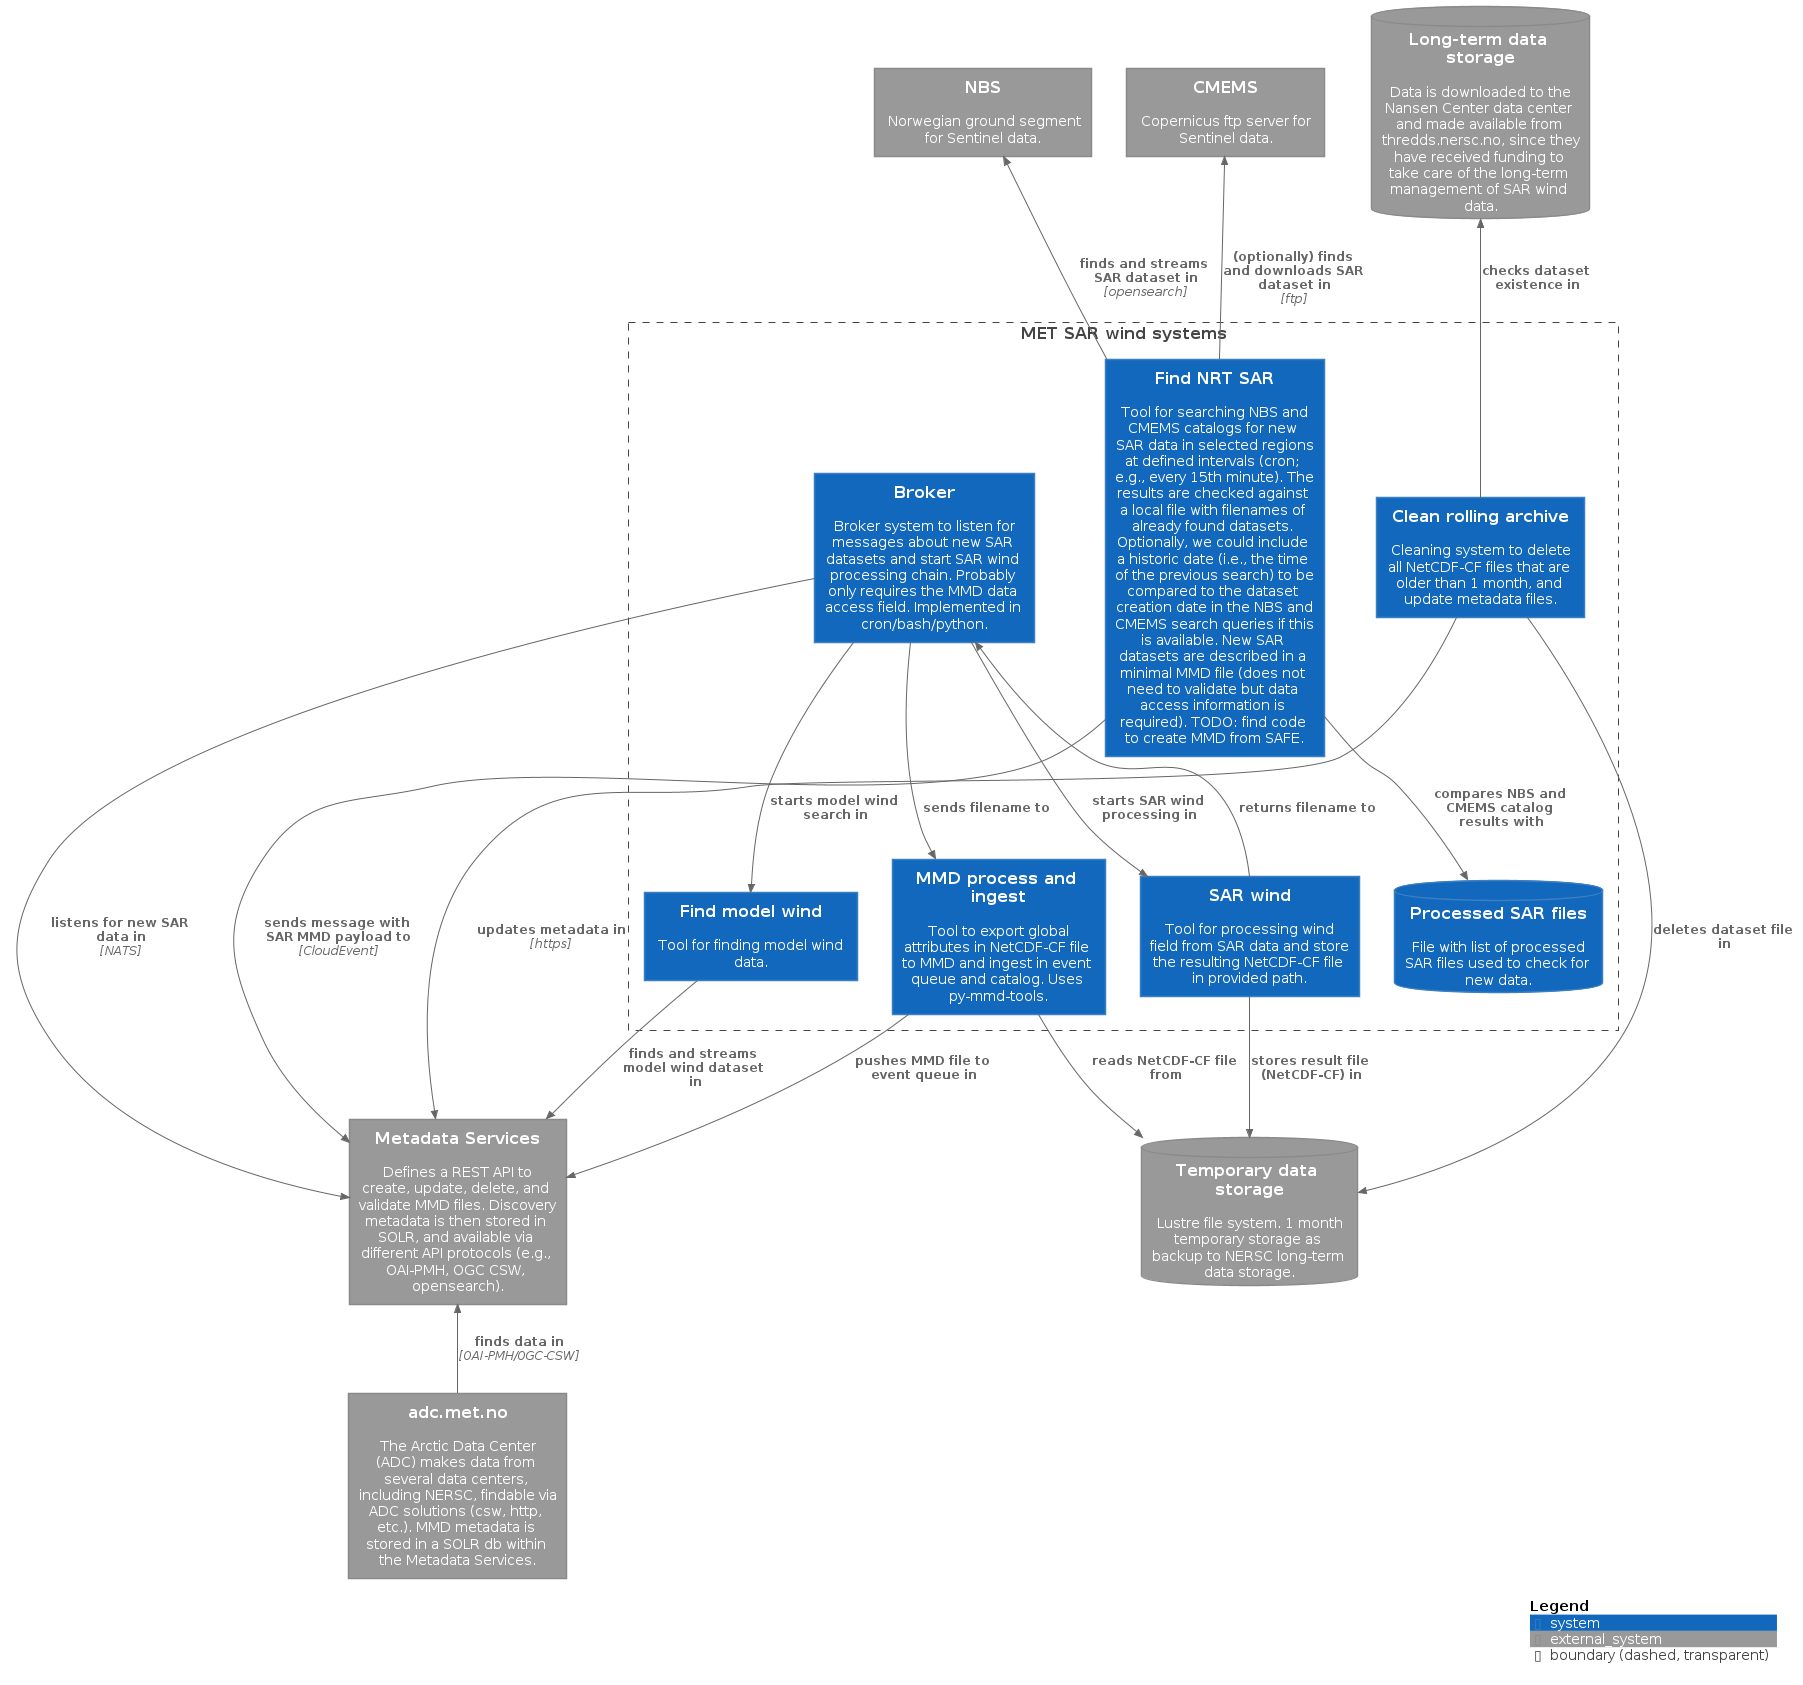 Long-term data
storage
Data is downloaded to the
Nansen Center data center
and made available from
thredds.nersc.no, since they
have received funding to
take care of the long-term
management of SAR wind
data.
NBS
Norwegian ground segment
for Sentinel data.
CMEMS
Copernicus ftp server for
Sentinel data.
finds and streams
SAR dataset in
[opensearch]
(optionally) finds
and downloads SAR
dataset in
[ftp]
checks dataset
existence in
MET SAR wind systems
Find NRT SAR
Tool for searching NBS and
CMEMS catalogs for new
SAR data in selected regions
at defined intervals (cron;
e.g., every 15th minute). The
results are checked against
a local file with filenames of
already found datasets.
Optionally, we could include
a historic date (i.e., the time
of the previous search) to be
compared to the dataset
creation date in the NBS and
CMEMS search queries if this
is available. New SAR
datasets are described in a
minimal MMD file (does not
need to validate but data
access information is
required). TODO: find code
to create MMD from SAFE.
Broker
Broker system to listen for
messages about new SAR
datasets and start SAR wind
processing chain. Probably
only requires the MMD data
access field. Implemented in
cron/bash/python.
Clean rolling archive
Cleaning system to delete
all NetCDF-CF files that are
older than 1 month, and
update metadata files.
starts model wind
search in
sends filename to
starts SAR wind
processing in
returns filename to
compares NBS and
CMEMS catalog
results with
listens for new SAR
data in
[NATS]
sends message with
SAR MMD payload to
[CloudEvent]
updates metadata in
[https]
Find model wind
Tool for finding model wind
data.
MMD process and
ingest
Tool to export global
attributes in NetCDF-CF file
to MMD and ingest in event
queue and catalog. Uses
py-mmd-tools.
SAR wind
Tool for processing wind
field from SAR data and store
the resulting NetCDF-CF file
in provided path.
Processed SAR files
File with list of processed
SAR files used to check for
new data.
deletes dataset file
in
finds and streams
model wind dataset
in
pushes MMD file to
event queue in
reads NetCDF-CF file
from
stores result file
(NetCDF-CF) in
Metadata Services
Defines a REST API to
create, update, delete, and
validate MMD files. Discovery
metadata is then stored in
SOLR, and available via
different API protocols (e.g.,
OAI-PMH, OGC CSW,
opensearch).
Temporary data
storage
Lustre file system. 1 month
temporary storage as
backup to NERSC long-term
data storage.
finds data in
[OAI-PMH/OGC-CSW]
adc.met.no
The Arctic Data Center
(ADC) makes data from
several data centers,
including NERSC, findable via
ADC solutions (csw, http,
etc.). MMD metadata is
stored in a SOLR db within
the Metadata Services.
Legend
▯ system
▯ external_system
▯ boundary (dashed, transparent)